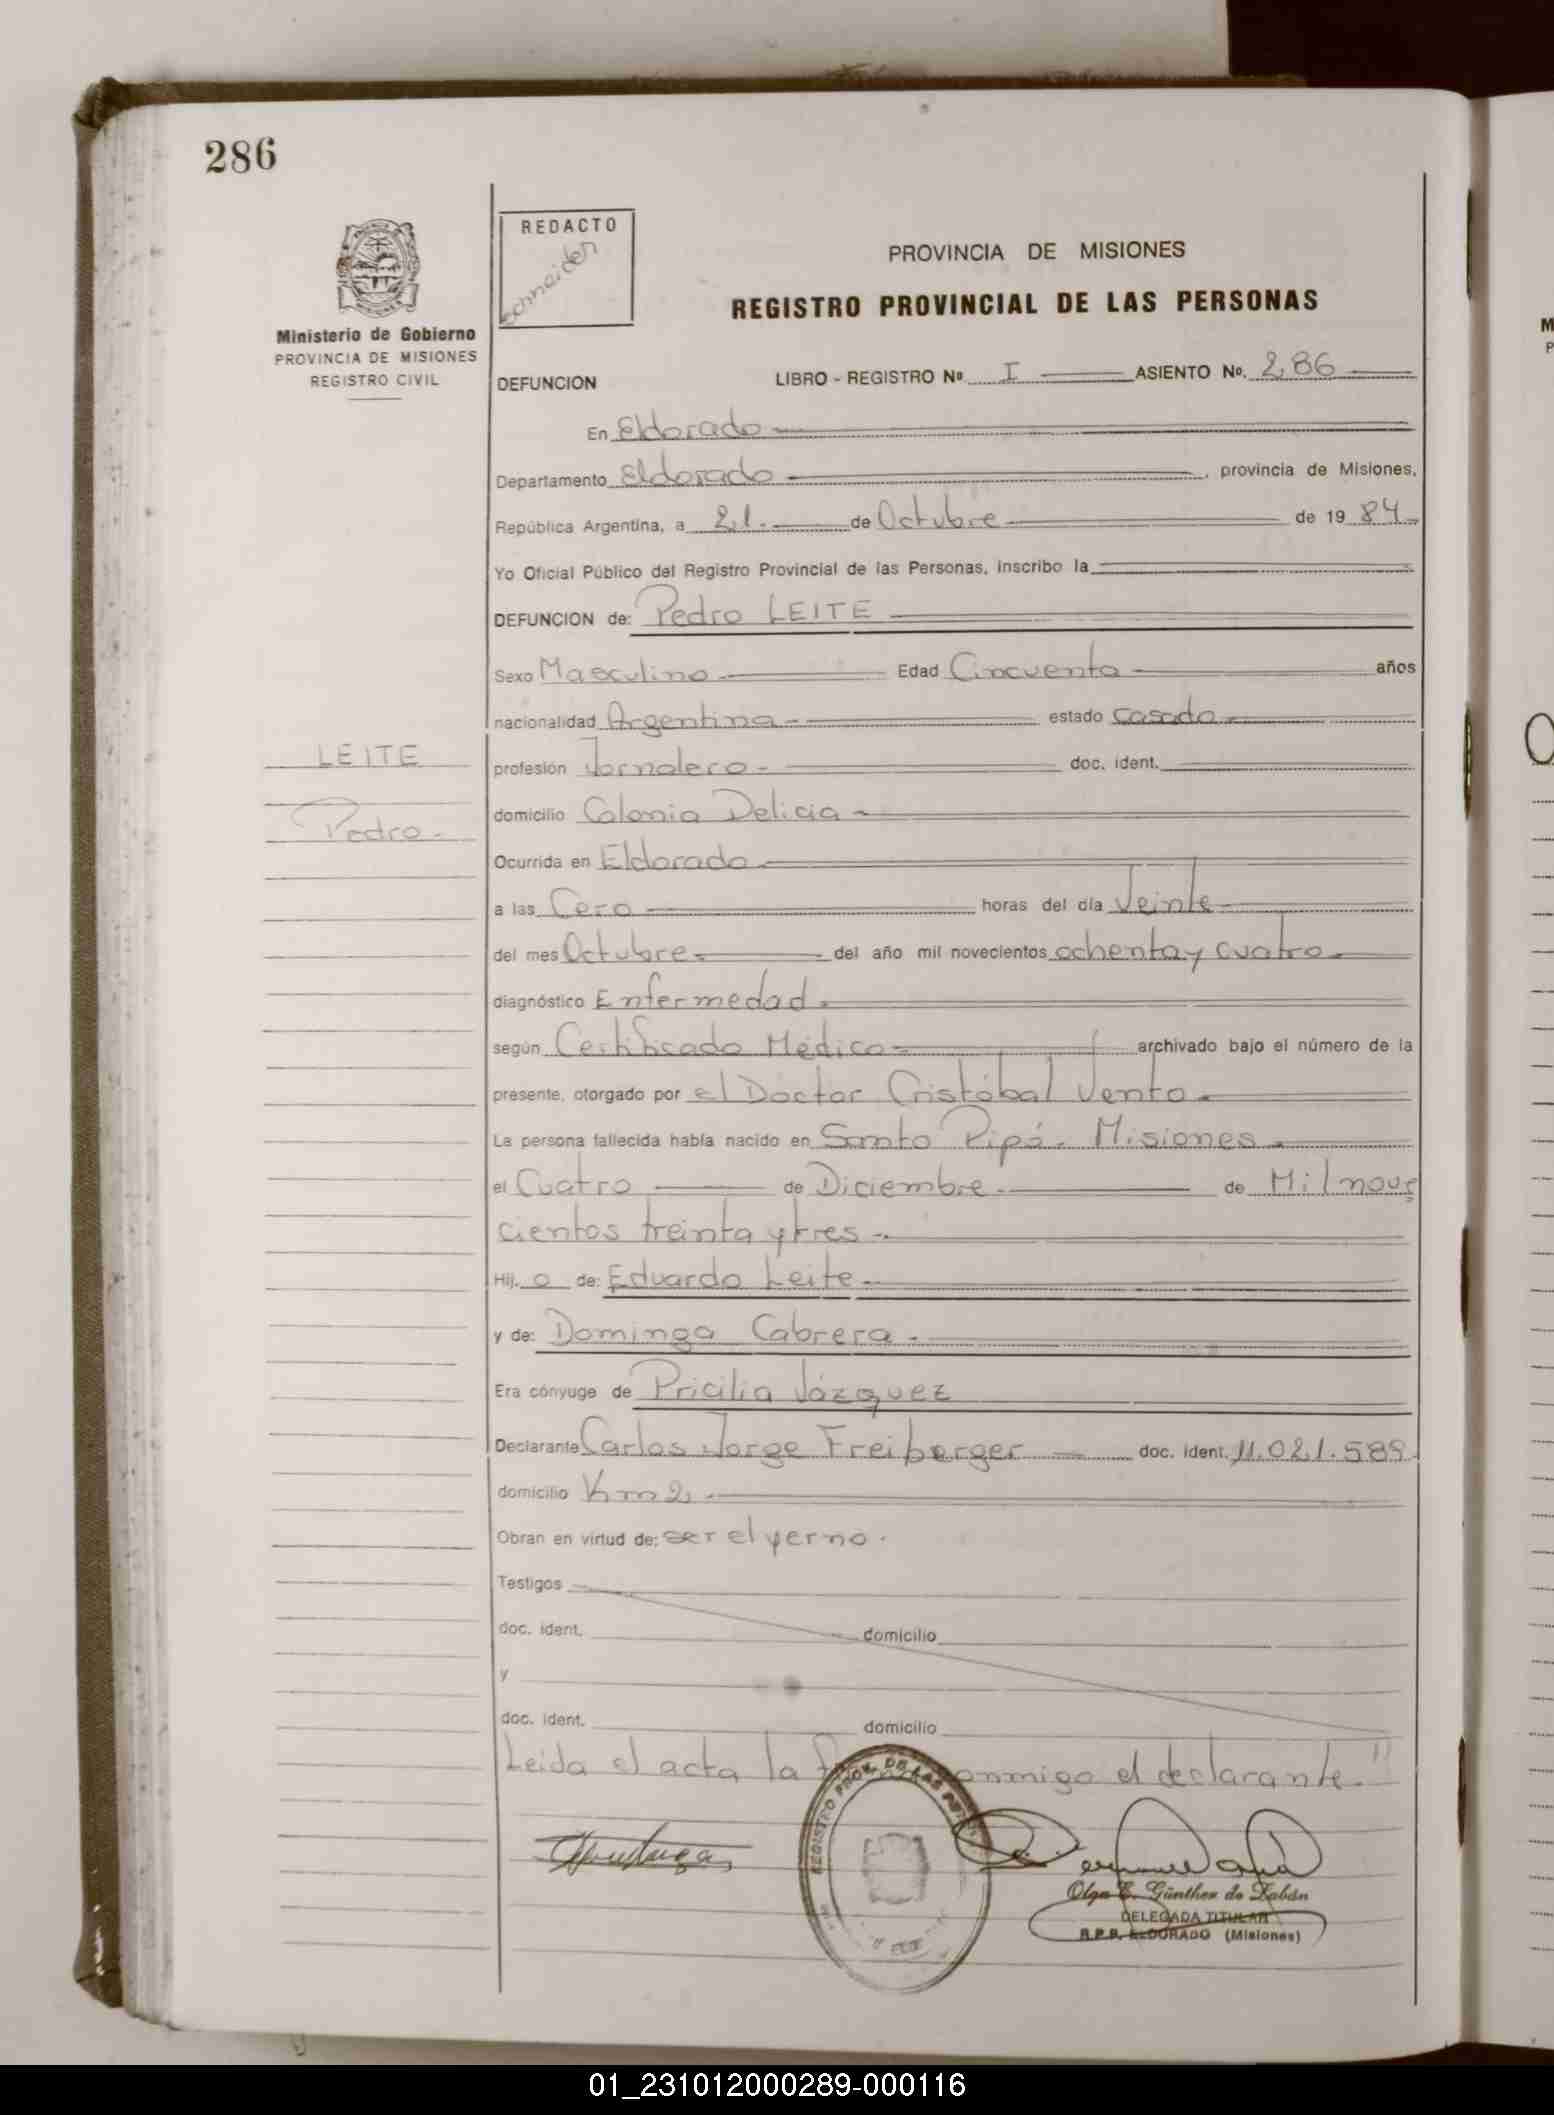 286
REDACTO
Schneider
PROVINCIA DE MISIONES
REGISTRO PROVINCIAL DE LAS PERSONAS
Ministerio de Gobierno
PROVINCIA DE MISIONES
REGISTRO CIVIL
DEFUNCION LIBRO - REGISTRO Nº I ASIENTO Nº. 286
En Eldorado
Departamento Eldorado, provincia de Misiones,
República Argentina, a 21. de Octubre de 19 84
Yo Oficial Público del Registro Provincial de las Personas, inscribo la
DEFUNCION de: Pedro LEITE
Sexo Masculino Edad Cincuenta años
nacionalidad Argentina estado casado
LEITE
Pedro
profesión Jornalero doc. ident.
domicilio Colonia Delicia
Ocurrida en Eldorado
a las Cero horas del día Veinte
del mes Octubre del año mil novecientos ochenta y cuatro
diagnóstico Enfermedad
según Certificado Médico archivado bajo el número de la
presente, otorgado por el Doctor Cristóbal Vento
La persona fallecida había nacido en Santo Pipó. Misiones
el Cuatro de Diciembre de Mil nove
cientos treinta y tres
Hij. o de: Eduardo Leite
y de: Dominga Cabrera
Era cónyuge de Pricilia Vázquez
Declarante Carlos Jorge Freiberger doc. ident. 11.021.589
domicilio Km 2
Obran en virtud de: ser el yerno.
Testigos
doc. ident. domicilio
y
doc. ident. domicilio
Leida el acta la conmigo el declarante."
REGISTRO PROV. DE LAS
Olga E. Günther de Zabán
DELEGADA TITULAR
R.P.P. ELDORADO (Misiones)
01_231012000289-000116